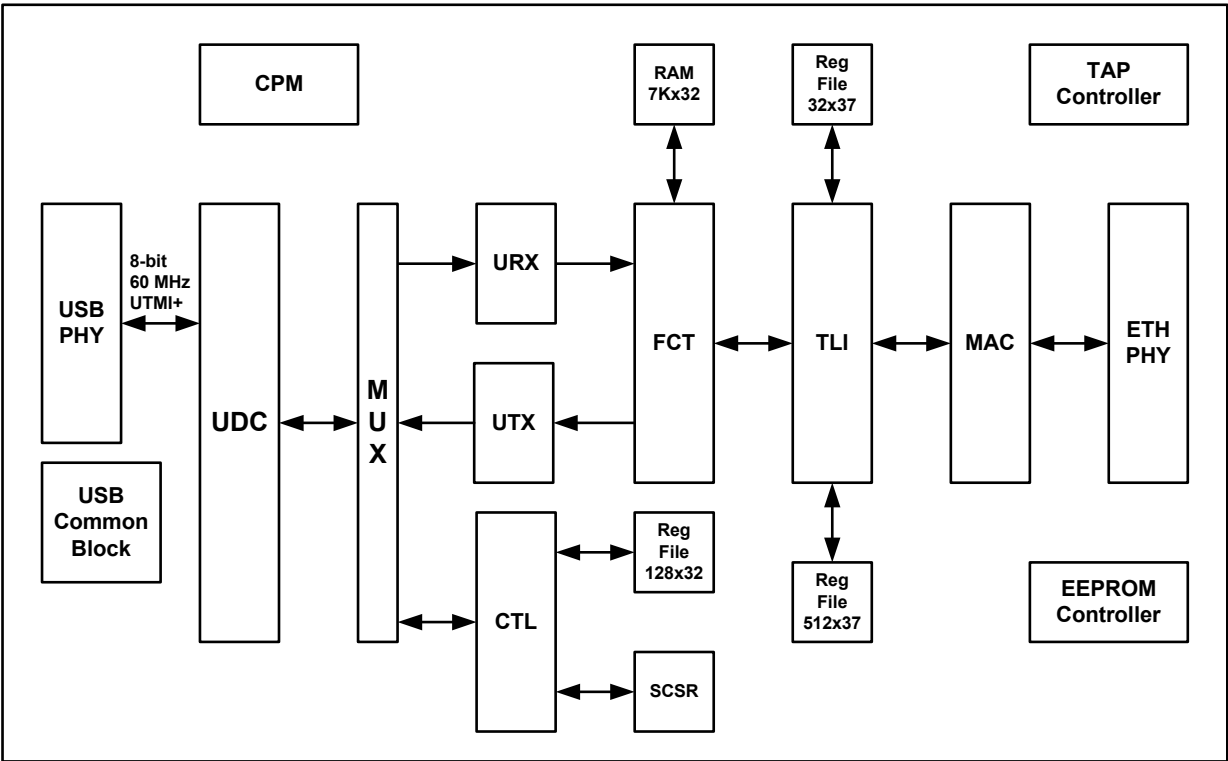 CPM
RAM
7Kx32
Reg
File
32x37
TAP
Controller
8-bit
60 MHz
UTMI+
USB
PHY
UDC
M
U
X
URX
UTX
FCT
TLI
MAC
ETH
PHY
USB
Common
Block
CTL
Reg
File
128x32
SCSR
Reg
File
512x37
EEPROM
Controller